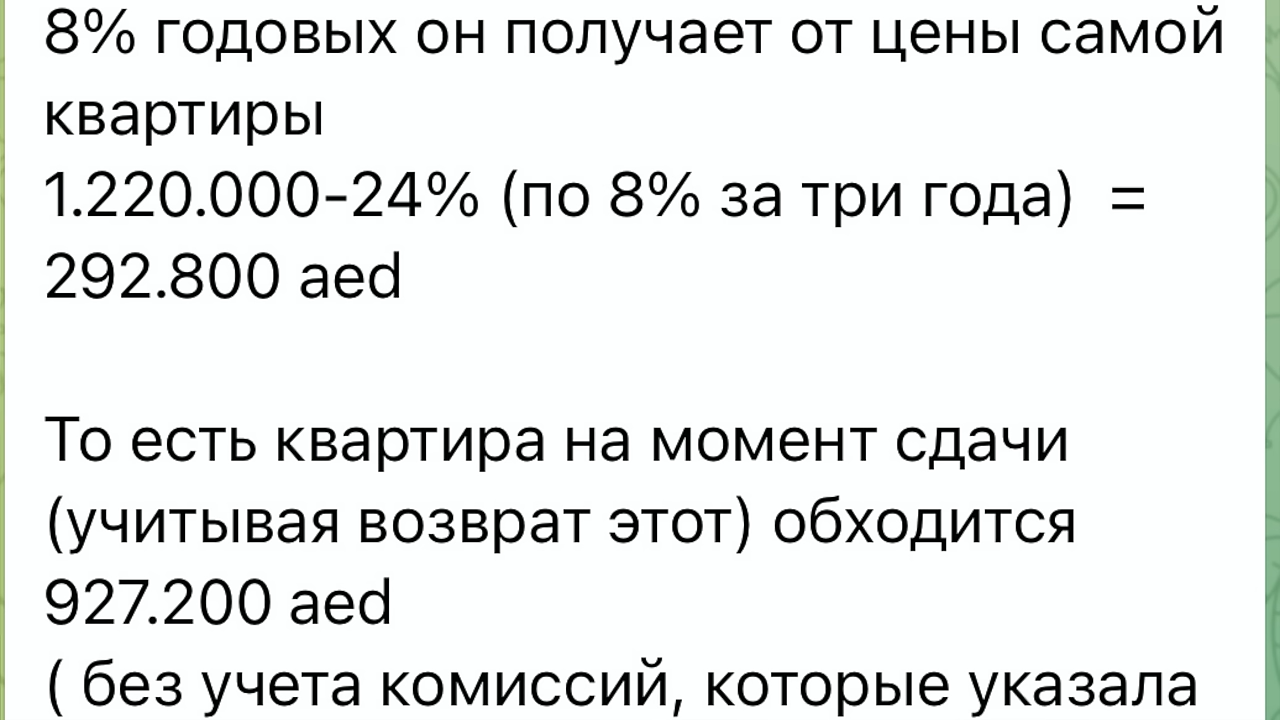 8% годовых он получает от цены самой
квартиры
1.220.000-24% (по 8% за три года)  =
292.800 aed
То есть квартира на момент сдачи
(учитывая возврат этот) обходится
927.200 aed
( без учета комиссий, которые указала